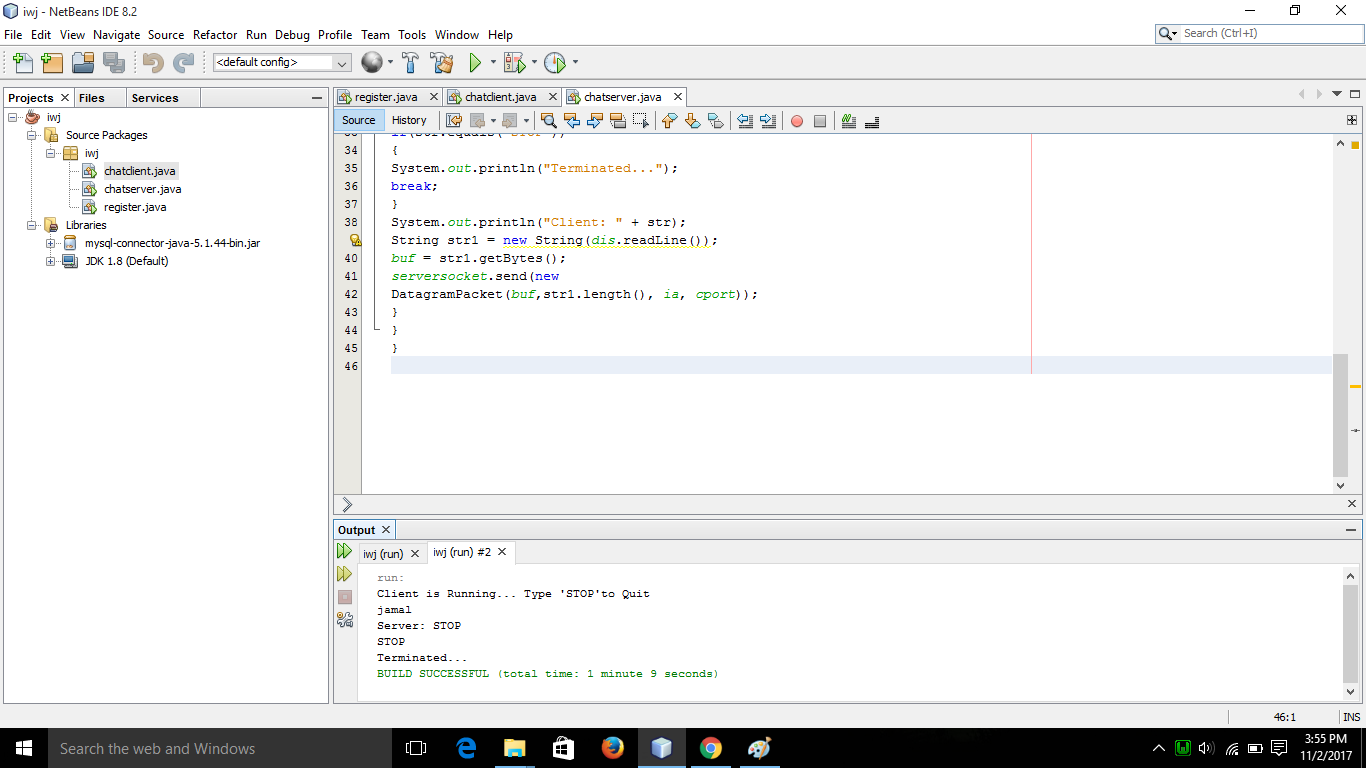 iwj - NetBeans IDE 8.2
File Edit View Navigate Source Refactor Run Debug Profile Team Tools Window Help
Search (Ctrl+I)
<default config>
Projects Files Services
iwj
Source Packages
iwj
chatclient.java
chatserver.java
register.java
Libraries
mysql-connector-java-5.1.44-bin.jar
JDK 1.8 (Default)
register.java chatclient.java chatserver.java
Source History
34 {
35 System.out.println("Terminated...");
36 break;
37 }
38 System.out.println("Client: " + str);
String str1 = new String(dis.readLine());
40 buf = str1.getBytes();
41 serversocket.send(new
42 DatagramPacket(buf,str1.length(), ia, cport));
43 }
44 }
45 }
46
Output
iwj (run) iwj (run) #2
run:
Client is Running... Type 'STOP'to Quit
jamal
Server: STOP
STOP
Terminated...
BUILD SUCCESSFUL (total time: 1 minute 9 seconds)
46:1 INS
Search the web and Windows
3:55 PM
11/2/2017